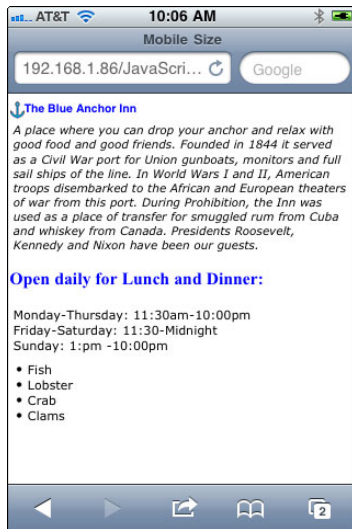 AT&T 10:06 AM
Mobile Size
192.168.1.86/JavaScri... Google
The Blue Anchor Inn
A place where you can drop your anchor and relax with
good food and good friends. Founded in 1844 it served
as a Civil War port for Union gunboats, monitors and full
sail ships of the line. In World Wars I and II, American
troops disembarked to the African and European theaters
of war from this port. During Prohibition, the Inn was
used as a place of transfer for smuggled rum from Cuba
and whiskey from Canada. Presidents Roosevelt,
Kennedy and Nixon have been our guests.
Open daily for Lunch and Dinner:
Monday-Thursday: 11:30am-10:00pm
Friday-Saturday: 11:30-Midnight
Sunday: 1:pm -10:00pm
• Fish
• Lobster
• Crab
• Clams
2